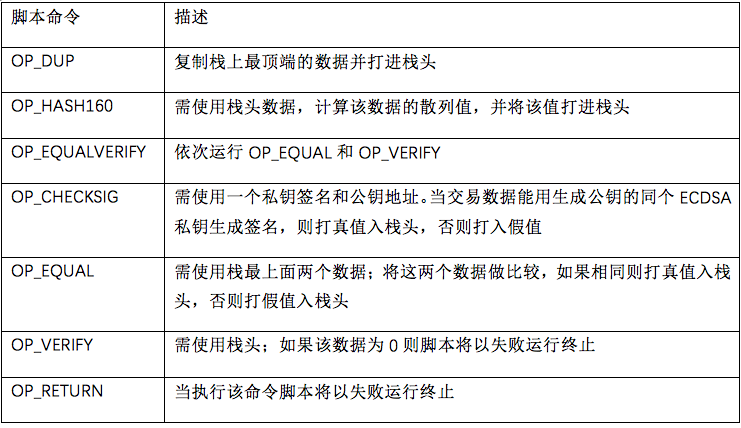 脚本命令 描述
OP_DUP 复制栈上最顶端的数据并打进栈头
OP_HASH160 需使用栈头数据，计算该数据的散列值，并将该值打进栈头
OP_EQUALVERIFY 依次运行 OP_EQUAL 和 OP_VERIFY
OP_CHECKSIG 需使用一个私钥签名和公钥地址。当交易数据能用生成公钥的同个 ECDSA
私钥生成签名，则打真值入栈头，否则打入假值
OP_EQUAL 需使用栈最上面两个数据；将这两个数据做比较，如果相同则打真值入栈
头，否则打假值入栈头
OP_VERIFY 需使用栈头；如果该数据为 0 则脚本将以失败运行终止
OP_RETURN 当执行该命令脚本将以失败运行终止